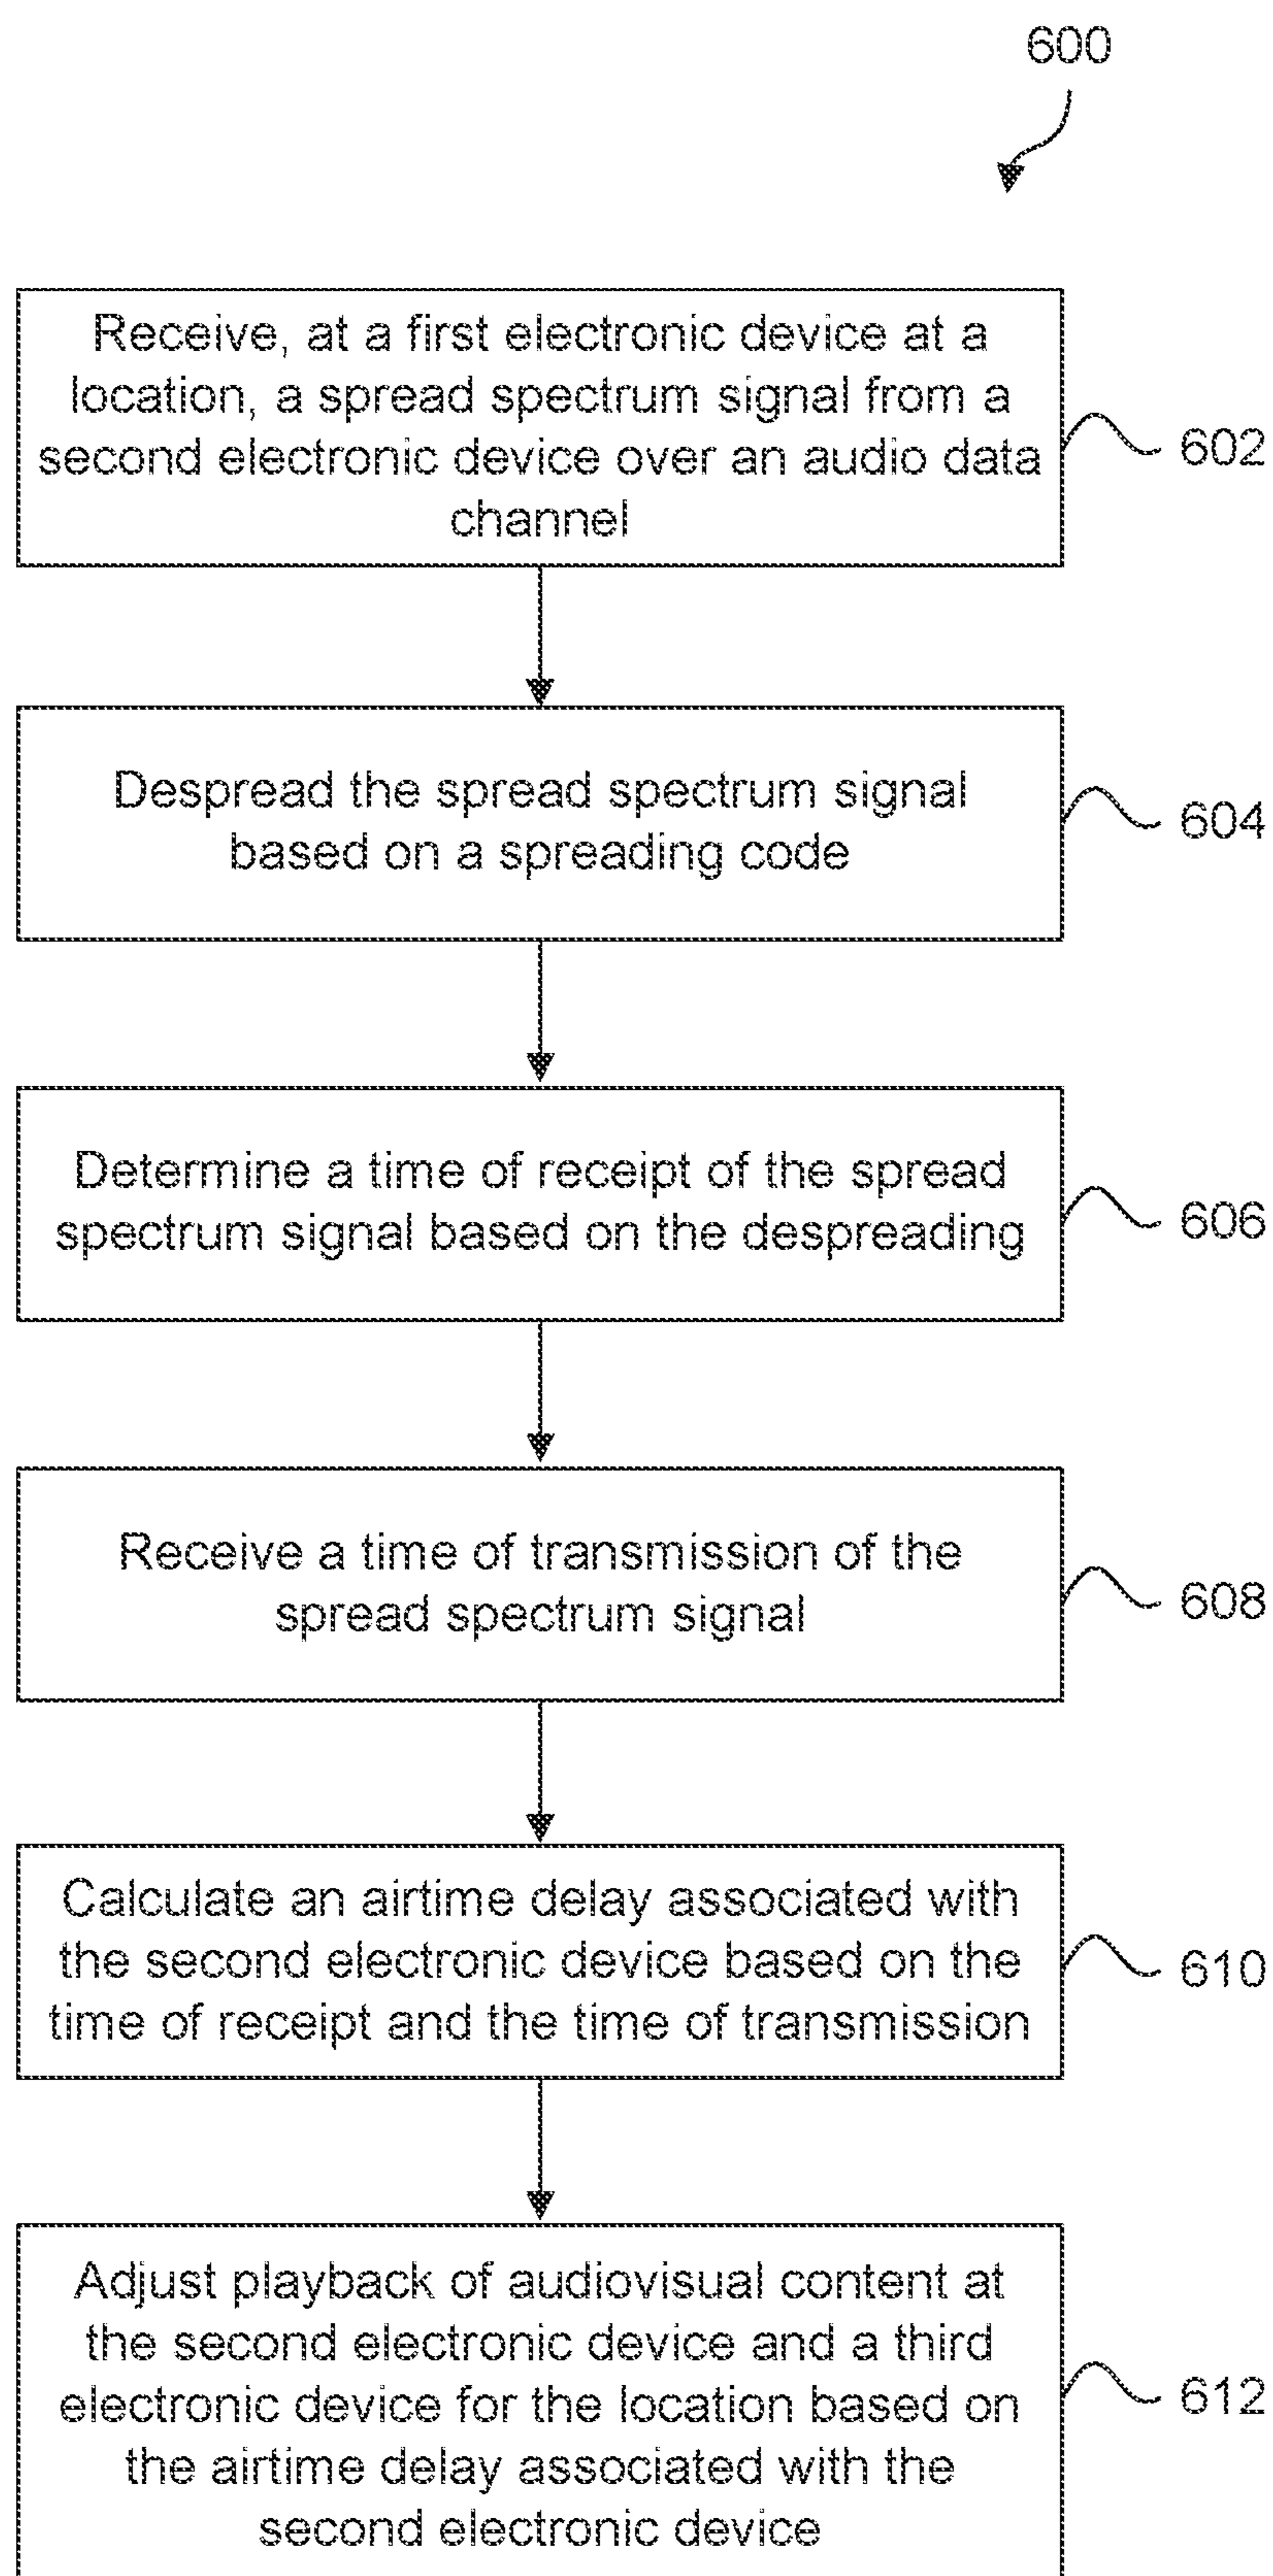 600
Receive, at a first electronic device at a
location, a spread spectrum signal from a
second electronic device over an audio data
channel
602
Despread the spread spectrum signal
based on a spreading code
604
Determine a time of receipt of the spread
spectrum signal based on the despreading
606
Receive a time of transmission of the
spread spectrum signal
608
Calculate an airtime delay associated with
the second electronic device based on the
time of receipt and the time of transmission
610
Adjust playback of audiovisual content at
the second electronic device and a third
electronic device for the location based on
the airtime delay associated with the
second electronic device
612